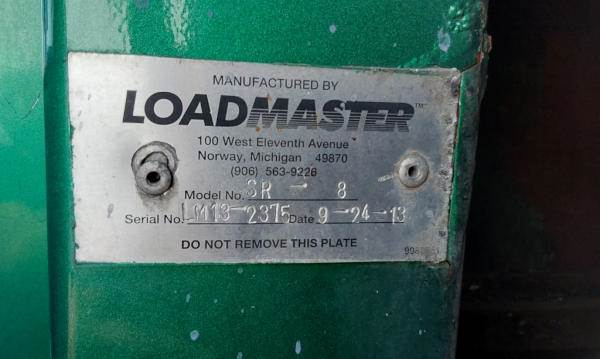 MANUFACTURED BY
LOADMASTER™
100 West Eleventh Avenue
Norway, Michigan 49870
(906) 563-9226
Model No. SR - 8
Serial No. LM13-2375 Date 9-24-13
DO NOT REMOVE THIS PLATE